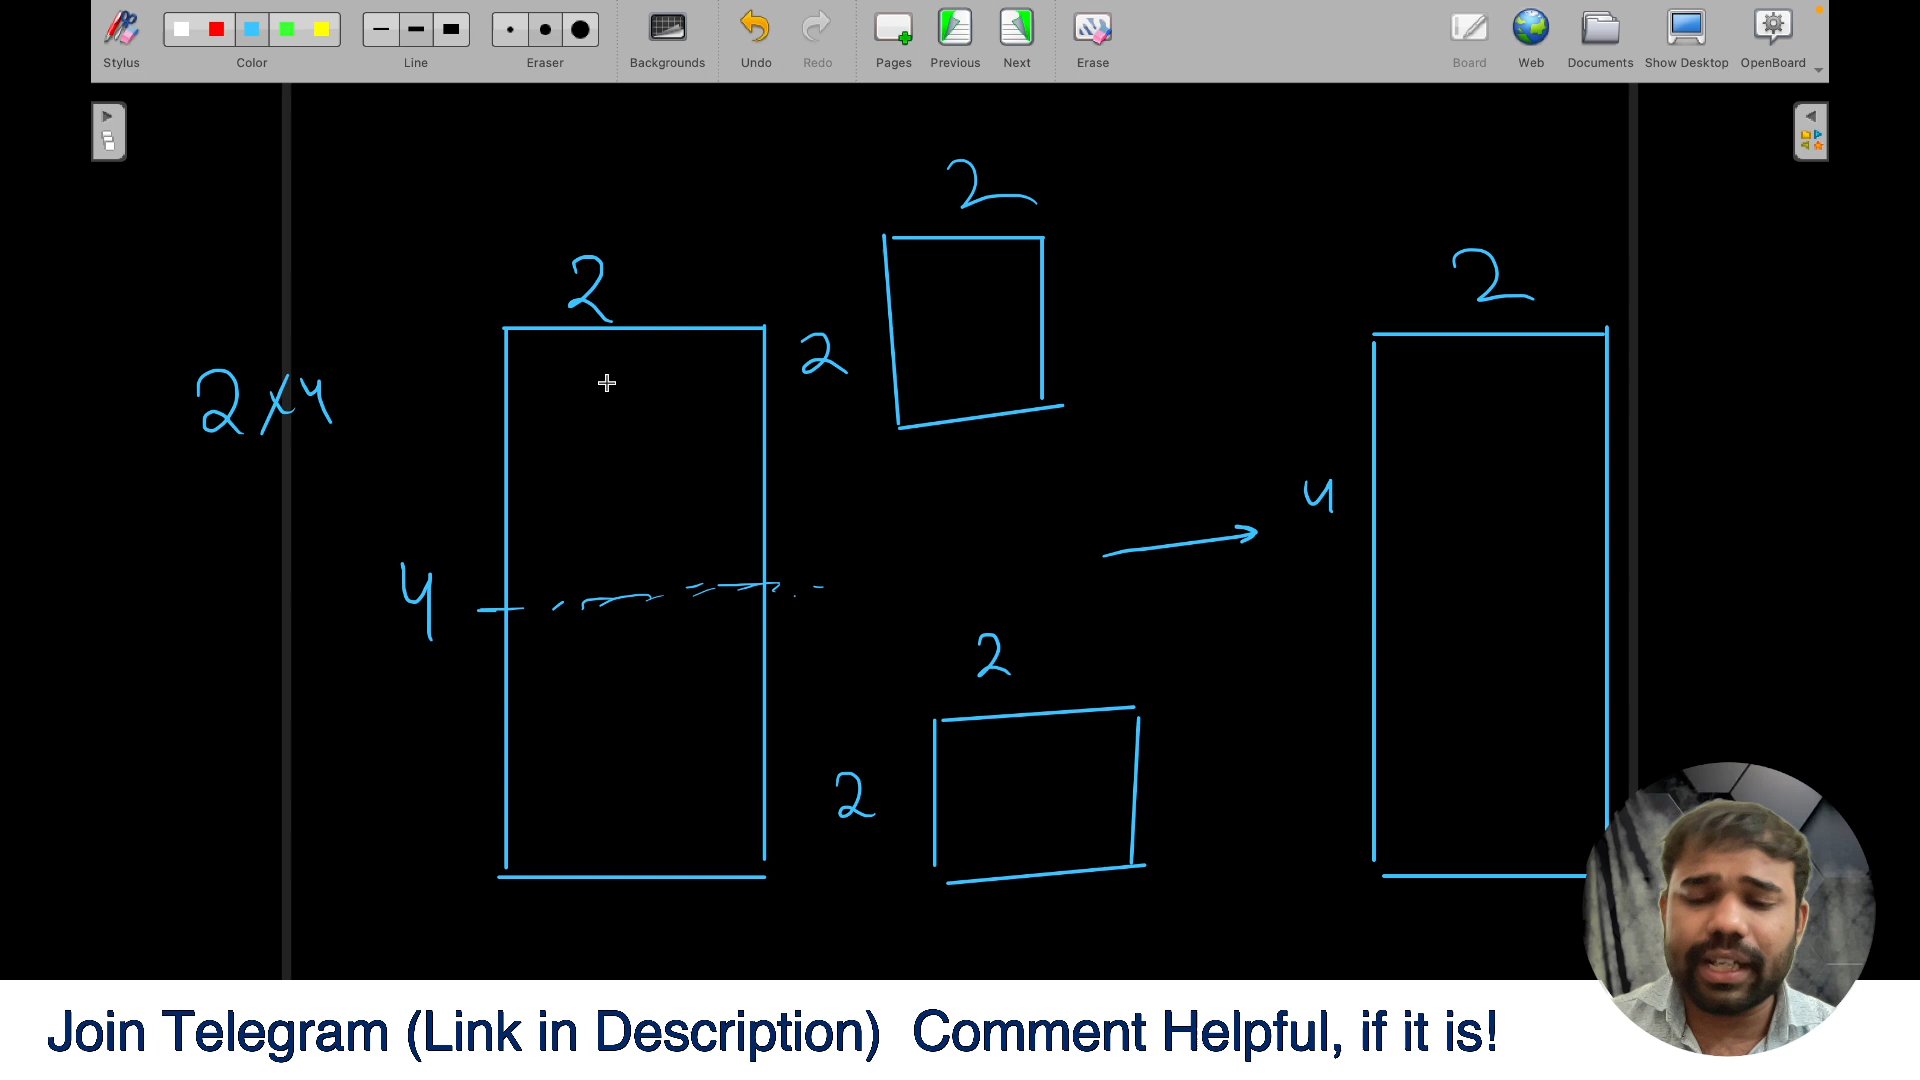 Stylus Color Line Eraser Backgrounds Undo Redo Pages Previous Next Erase Board Web Documents Show Desktop OpenBoard
2
2
2
2
2x4
4
4
2
2
Join Telegram (Link in Description) Comment Helpful, if it is!